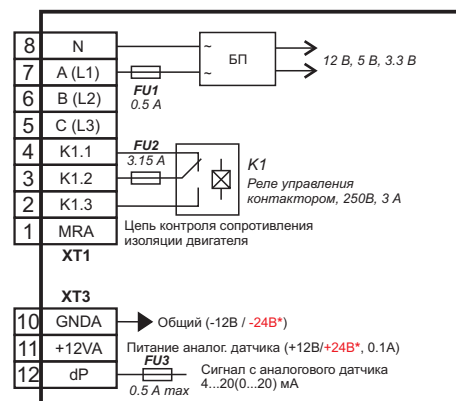 8 N
7 A (L1)
6 B (L2)
5 C (L3)
4 K1.1
3 K1.2
2 K1.3
1 MRA
XT1
~
~
БП
12 В, 5 В, 3.3 В
FU1
0.5 А
FU2
3.15 А
K1
Реле управления
контактором, 250В, 3 А
Цепь контроля сопротивления
изоляции двигателя
XT3
10 GNDA
11 +12VA
12 dP
Общий (-12В / -24В*)
Питание аналог. датчика (+12В/+24В*, 0.1А)
FU3
0.5 А max
Сигнал с аналогового датчика
4...20(0...20) мА